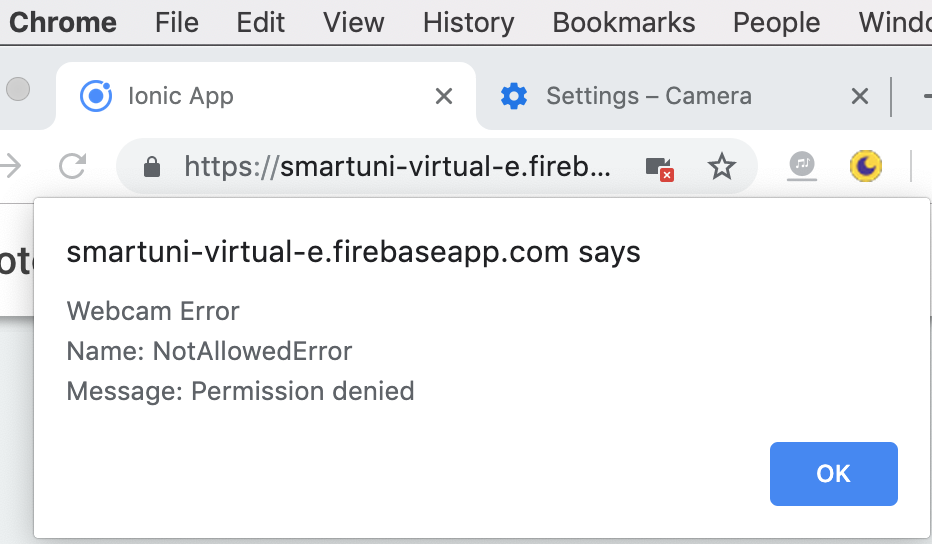 Chrome File Edit View History Bookmarks People Windo
Ionic App Settings – Camera
https://smartuni-virtual-e.fireb...
smartuni-virtual-e.firebaseapp.com says
Webcam Error
Name: NotAllowedError
Message: Permission denied
OK